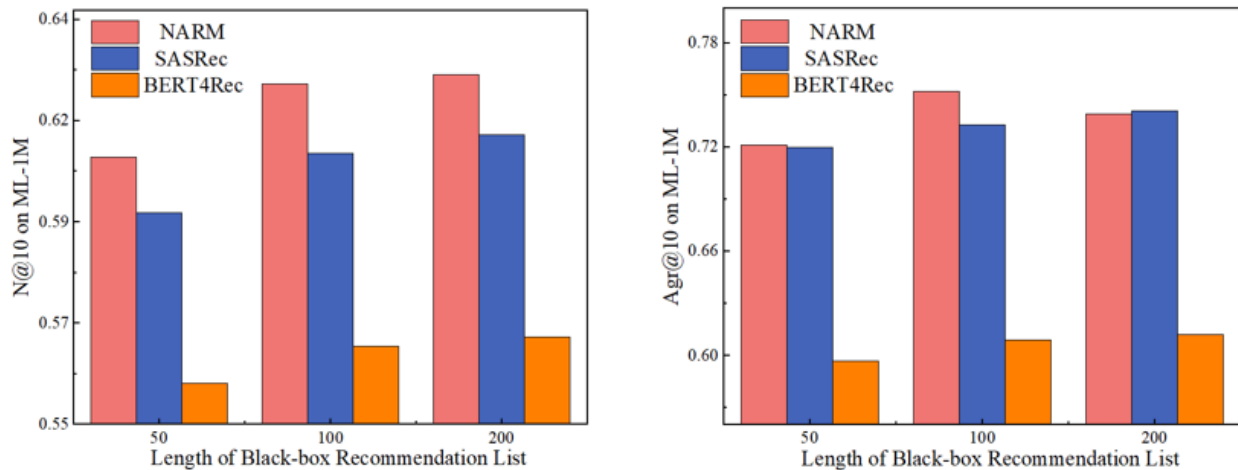 0.64
0.62
0.59
0.57
0.55
N@10 on ML-1M
NARM
SASRec
BERT4Rec
50
100
200
Length of Black-box Recommendation List
0.78
0.72
0.66
0.60
Agr@10 on ML-1M
NARM
SASRec
BERT4Rec
50
100
200
Length of Black-box Recommendation List